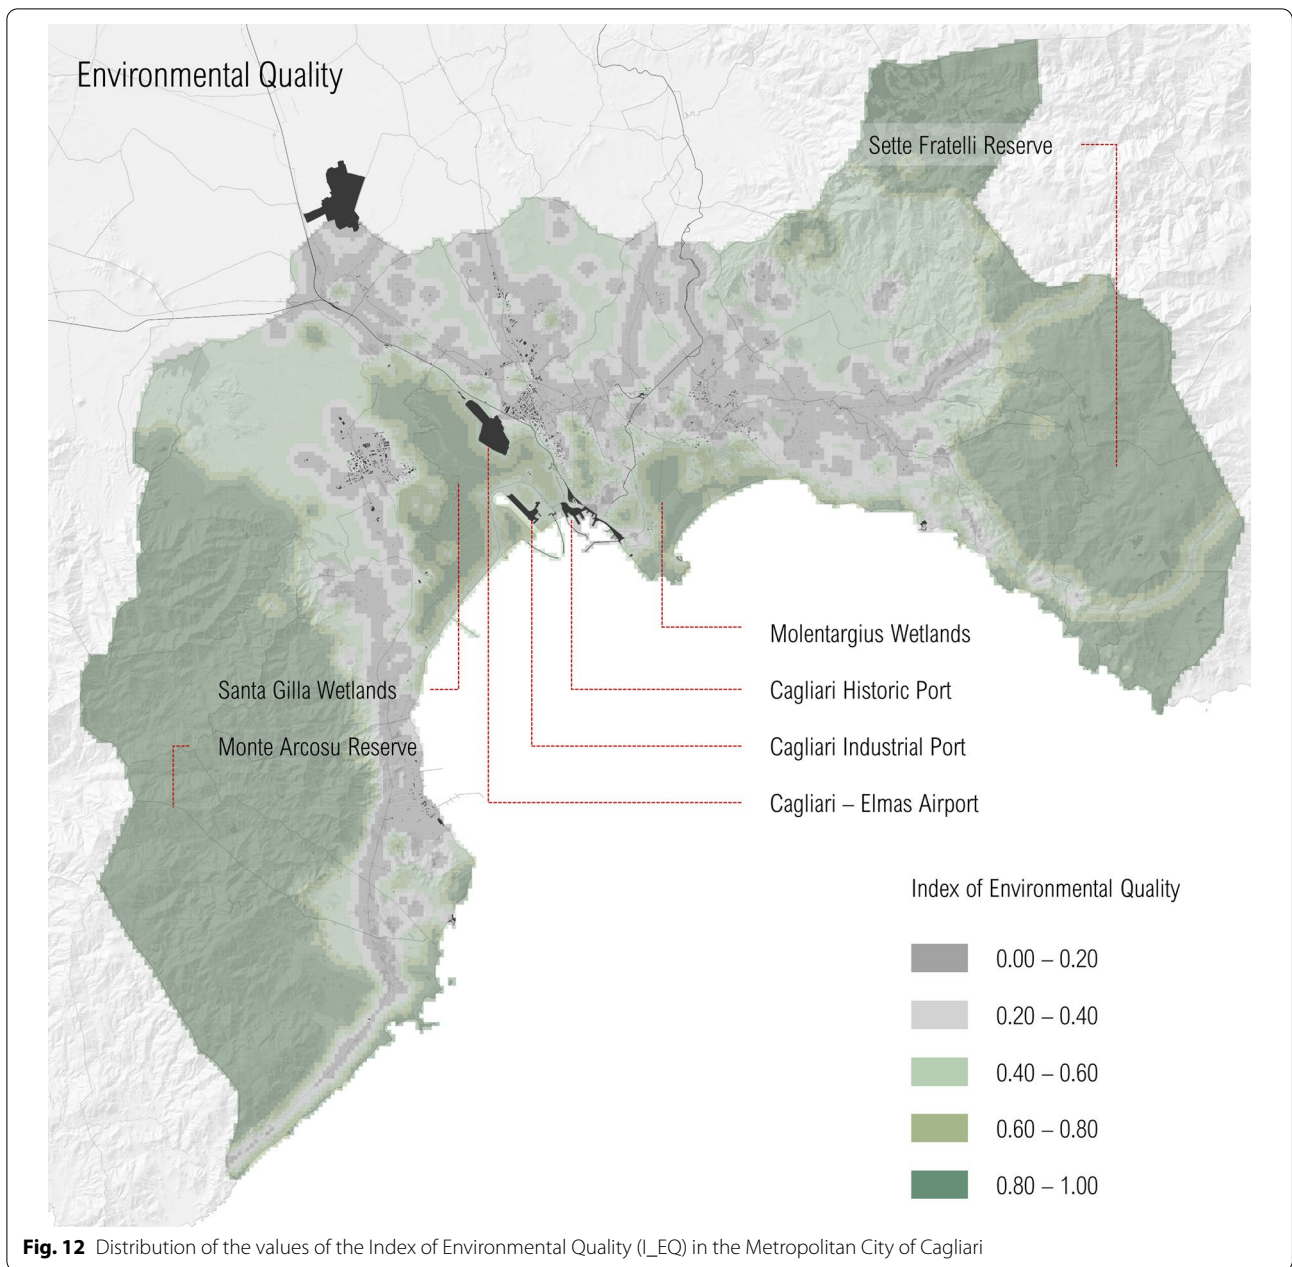 Environmental Quality
Sette Fratelli Reserve
Molentargius Wetlands
Santa Gilla Wetlands
Cagliari Historic Port
Monte Arcosu Reserve
Cagliari Industrial Port
Cagliari – Elmas Airport
Index of Environmental Quality
0.00 – 0.20
0.20 – 0.40
0.40 – 0.60
0.60 – 0.80
0.80 – 1.00
Fig. 12 Distribution of the values of the Index of Environmental Quality (I_EQ) in the Metropolitan City of Cagliari